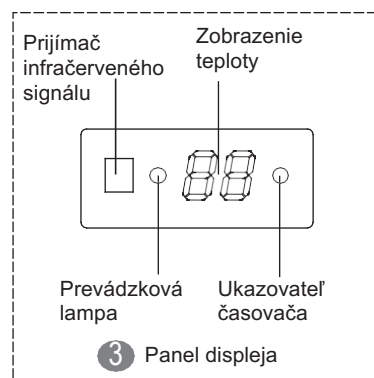 Prijímač
infračerveného
signálu
Zobrazenie
teploty
88
Prevádzková
lampa
Ukazovateľ
časovača
3 Panel displeja